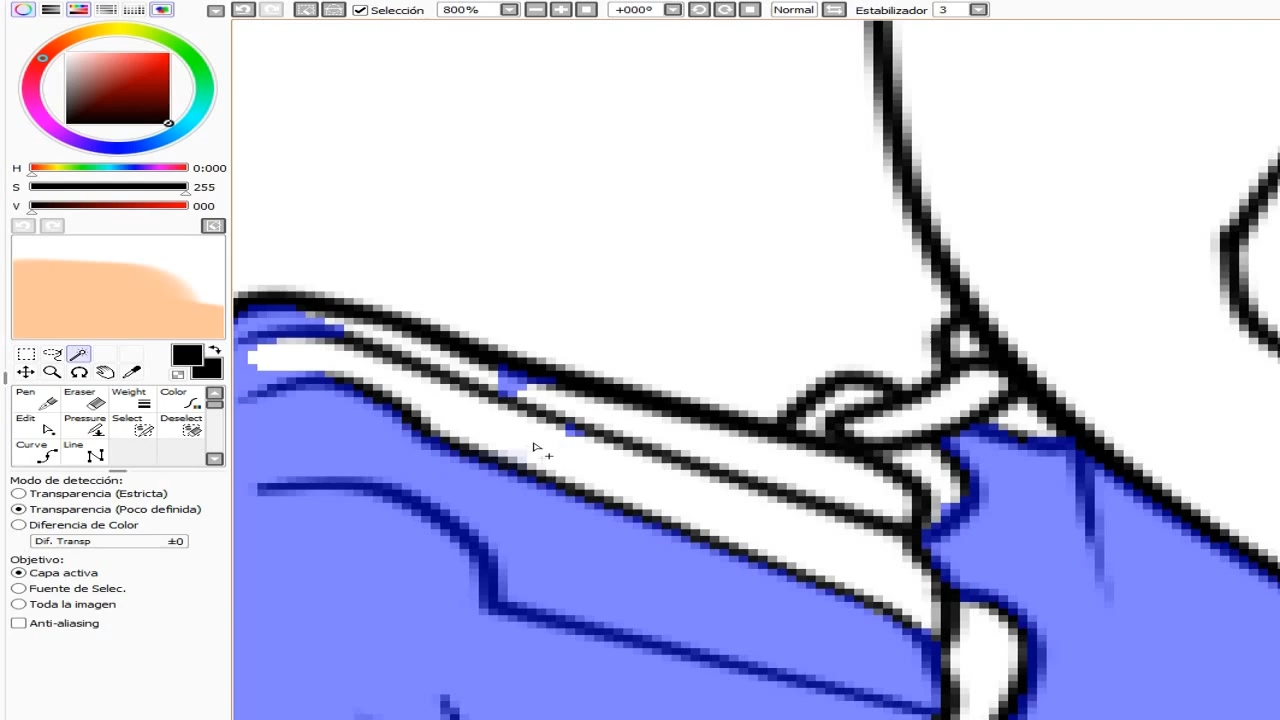 Selección 800% +000º Normal Estabilizador 3
H 0:000
S 255
V 000
Pen Eraser Weight Color
Edit Pressure Select Deselect
Curve Line
Modo de detección:
Transparencia (Estricta)
Transparencia (Poco definida)
Diferencia de Color
Dif. Transp ±0
Objetivo:
Capa activa
Fuente de Selec.
Toda la imagen
Anti-aliasing